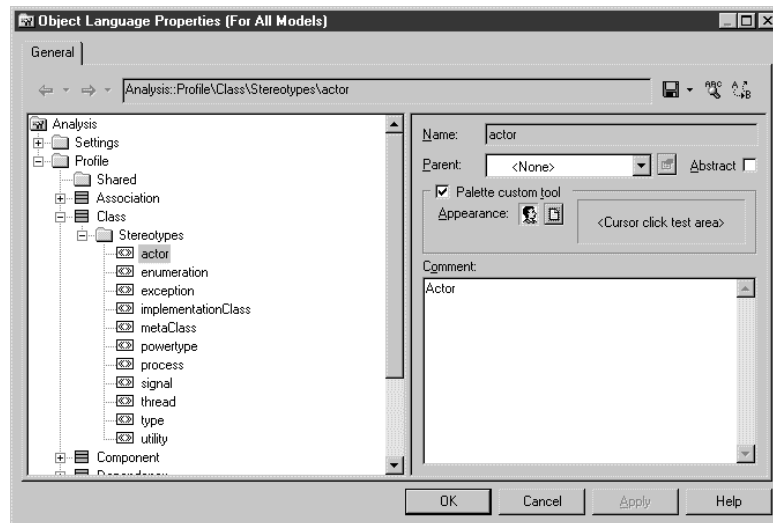 Object Language Properties (For All Models)
General
Analysis::Profile\Class\Stereotypes\actor
Analysis
Settings
Profile
Shared
Association
Class
Stereotypes
actor
enumeration
exception
implementationClass
metaClass
powertype
process
signal
thread
type
utility
Component
Dependency
Name: actor
Parent: <None> Abstract
Palette custom tool
Appearance: <Cursor click test area>
Comment:
Actor
OK Cancel Apply Help